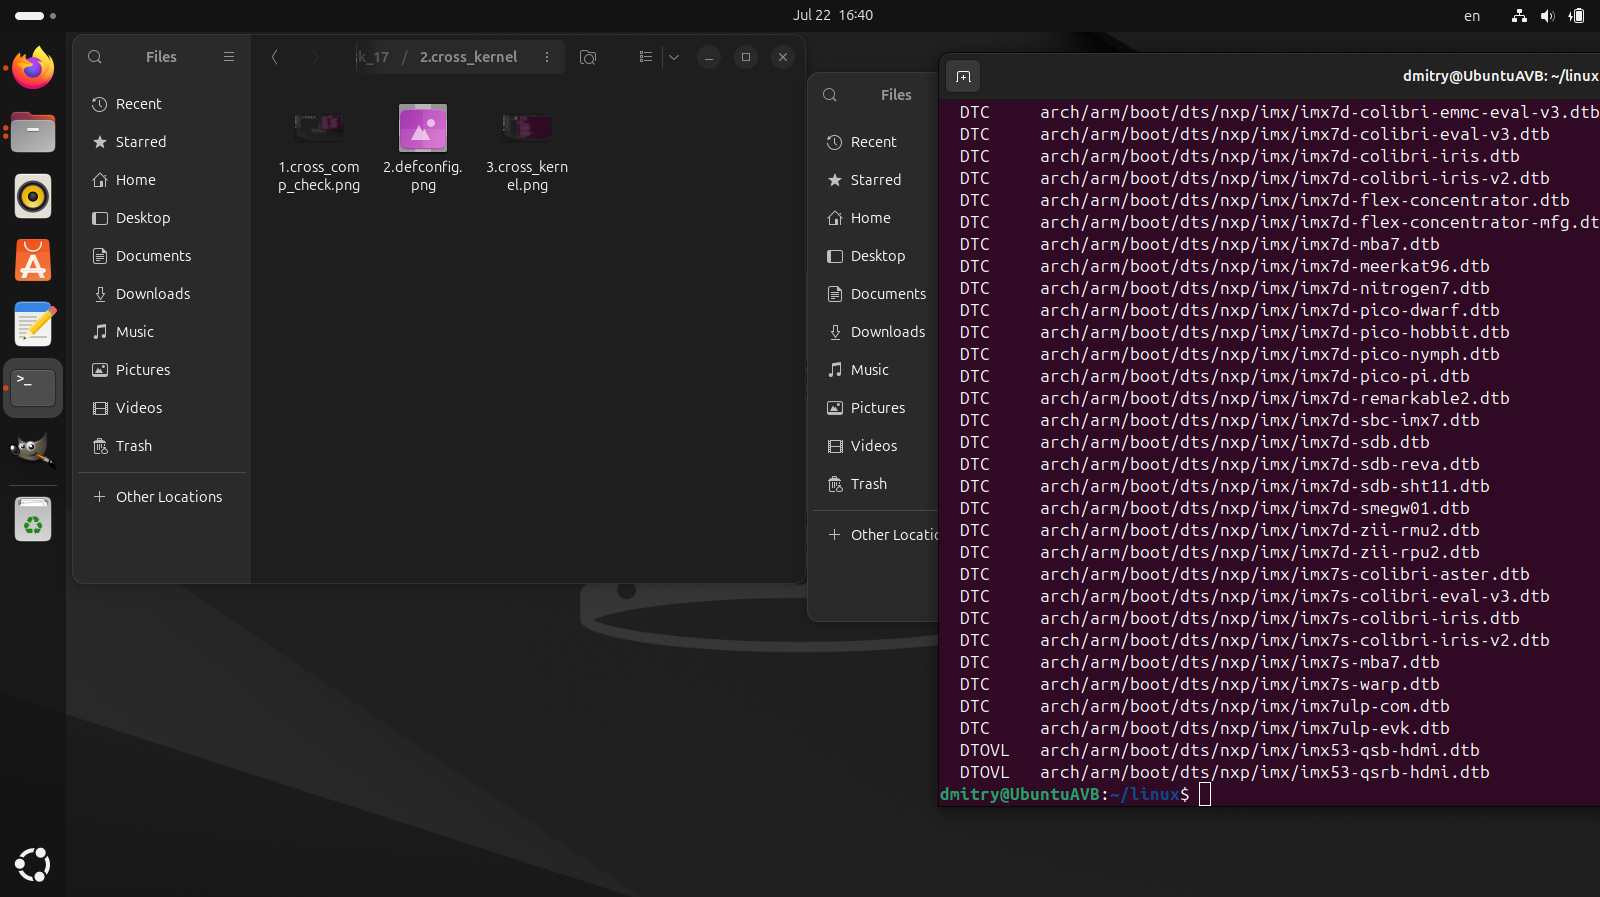 Jul 22 16:40
en
Files
k_17 / 2.cross_kernel
Recent
Starred
Home
Desktop
Documents
Downloads
Music
Pictures
Videos
Trash
Other Locations
1.cross_com
p_check.png
2.defconfig.
png
3.cross_kern
el.png
Files
Recent
Starred
Home
Desktop
Documents
Downloads
Music
Pictures
Videos
Trash
Other Locatio
dmitry@UbuntuAVB: ~/linux
DTC arch/arm/boot/dts/nxp/imx/imx7d-colibri-emmc-eval-v3.dtb
DTC arch/arm/boot/dts/nxp/imx/imx7d-colibri-eval-v3.dtb
DTC arch/arm/boot/dts/nxp/imx/imx7d-colibri-iris.dtb
DTC arch/arm/boot/dts/nxp/imx/imx7d-colibri-iris-v2.dtb
DTC arch/arm/boot/dts/nxp/imx/imx7d-flex-concentrator.dtb
DTC arch/arm/boot/dts/nxp/imx/imx7d-flex-concentrator-mfg.dt
DTC arch/arm/boot/dts/nxp/imx/imx7d-mba7.dtb
DTC arch/arm/boot/dts/nxp/imx/imx7d-meerkat96.dtb
DTC arch/arm/boot/dts/nxp/imx/imx7d-nitrogen7.dtb
DTC arch/arm/boot/dts/nxp/imx/imx7d-pico-dwarf.dtb
DTC arch/arm/boot/dts/nxp/imx/imx7d-pico-hobbit.dtb
DTC arch/arm/boot/dts/nxp/imx/imx7d-pico-nymph.dtb
DTC arch/arm/boot/dts/nxp/imx/imx7d-pico-pi.dtb
DTC arch/arm/boot/dts/nxp/imx/imx7d-remarkable2.dtb
DTC arch/arm/boot/dts/nxp/imx/imx7d-sbc-imx7.dtb
DTC arch/arm/boot/dts/nxp/imx/imx7d-sdb.dtb
DTC arch/arm/boot/dts/nxp/imx/imx7d-sdb-reva.dtb
DTC arch/arm/boot/dts/nxp/imx/imx7d-sdb-sht11.dtb
DTC arch/arm/boot/dts/nxp/imx/imx7d-smegw01.dtb
DTC arch/arm/boot/dts/nxp/imx/imx7d-zii-rmu2.dtb
DTC arch/arm/boot/dts/nxp/imx/imx7d-zii-rpu2.dtb
DTC arch/arm/boot/dts/nxp/imx/imx7s-colibri-aster.dtb
DTC arch/arm/boot/dts/nxp/imx/imx7s-colibri-eval-v3.dtb
DTC arch/arm/boot/dts/nxp/imx/imx7s-colibri-iris.dtb
DTC arch/arm/boot/dts/nxp/imx/imx7s-colibri-iris-v2.dtb
DTC arch/arm/boot/dts/nxp/imx/imx7s-mba7.dtb
DTC arch/arm/boot/dts/nxp/imx/imx7s-warp.dtb
DTC arch/arm/boot/dts/nxp/imx/imx7ulp-com.dtb
DTC arch/arm/boot/dts/nxp/imx/imx7ulp-evk.dtb
DTOVL arch/arm/boot/dts/nxp/imx/imx53-qsb-hdmi.dtb
DTOVL arch/arm/boot/dts/nxp/imx/imx53-qsrb-hdmi.dtb
dmitry@UbuntuAVB:~/linux$